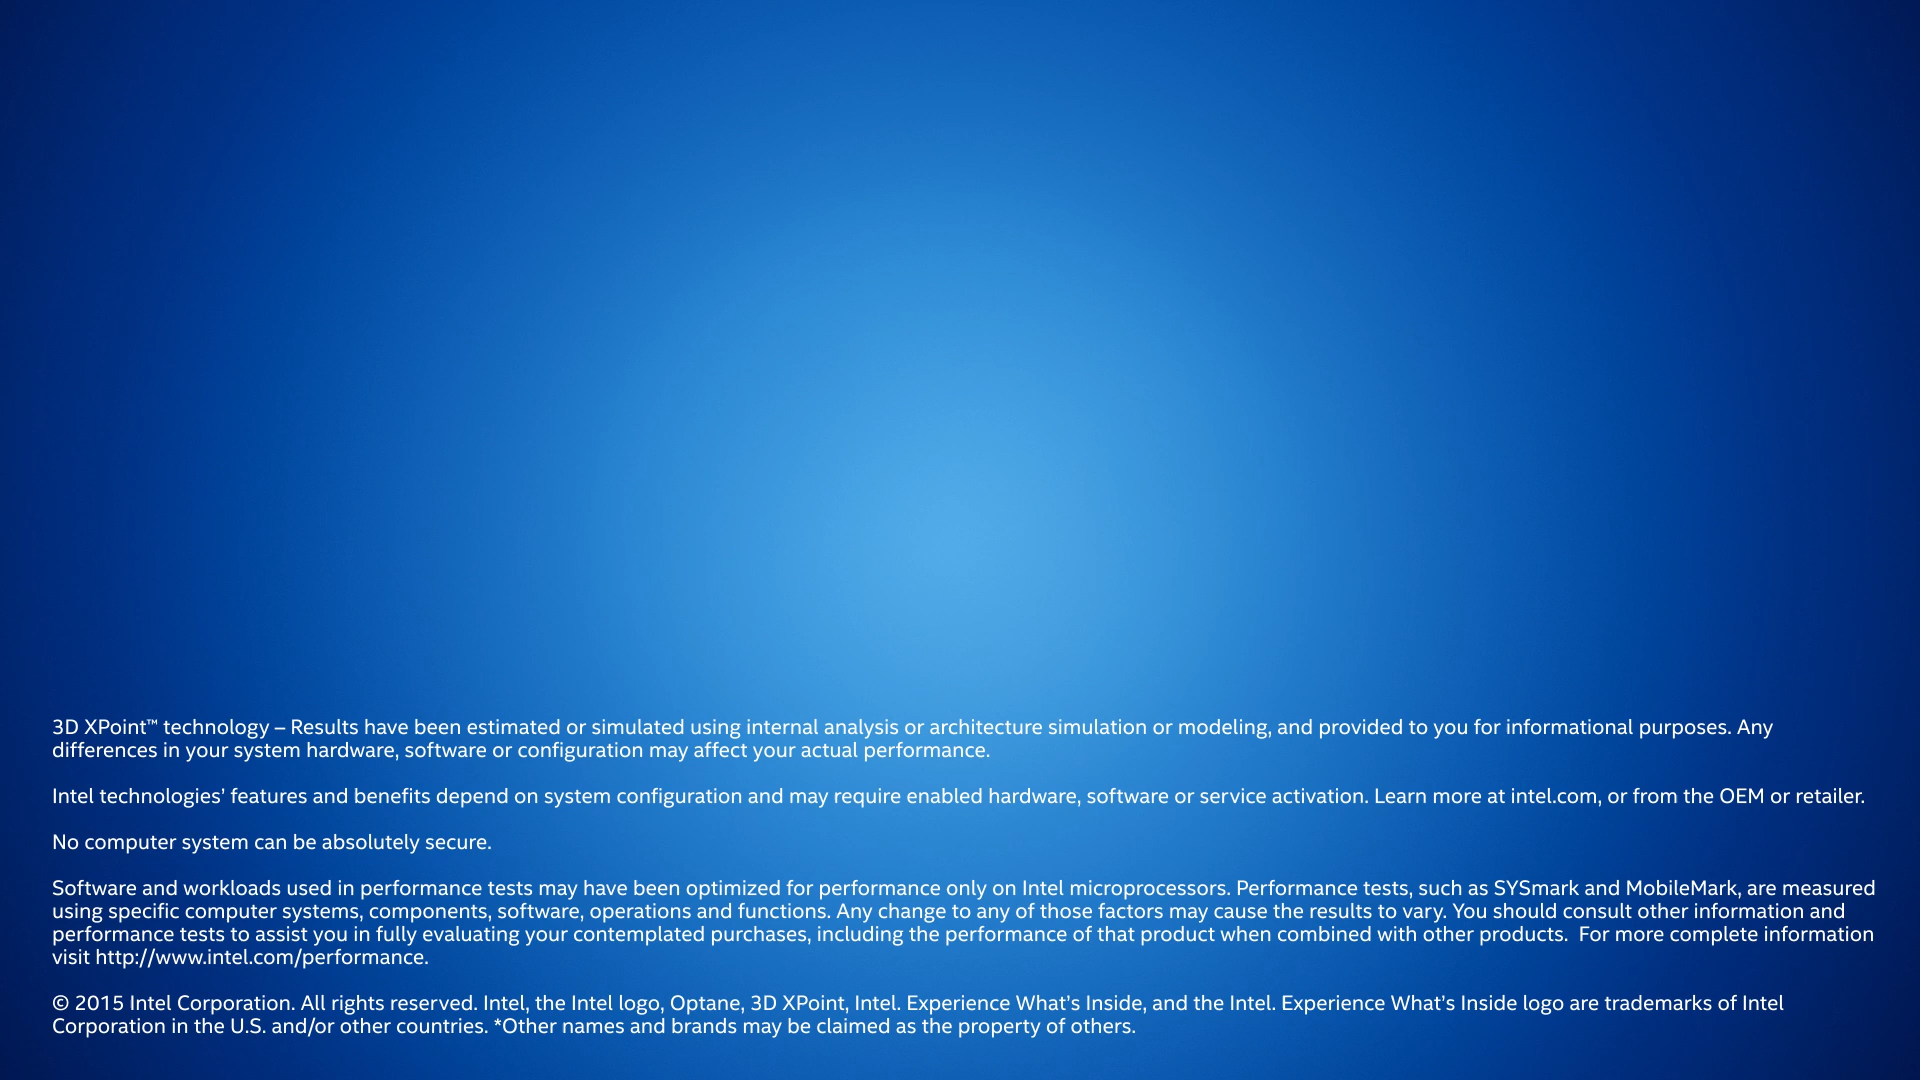 3D XPoint™ technology – Results have been estimated or simulated using internal analysis or architecture simulation or modeling, and provided to you for informational purposes. Any
differences in your system hardware, software or configuration may affect your actual performance.
Intel technologies’ features and benefits depend on system configuration and may require enabled hardware, software or service activation. Learn more at intel.com, or from the OEM or retailer.
No computer system can be absolutely secure.
Software and workloads used in performance tests may have been optimized for performance only on Intel microprocessors. Performance tests, such as SYSmark and MobileMark, are measured
using specific computer systems, components, software, operations and functions. Any change to any of those factors may cause the results to vary. You should consult other information and
performance tests to assist you in fully evaluating your contemplated purchases, including the performance of that product when combined with other products.  For more complete information
visit http://www.intel.com/performance.
© 2015 Intel Corporation. All rights reserved. Intel, the Intel logo, Optane, 3D XPoint, Intel. Experience What’s Inside, and the Intel. Experience What’s Inside logo are trademarks of Intel
Corporation in the U.S. and/or other countries. *Other names and brands may be claimed as the property of others.